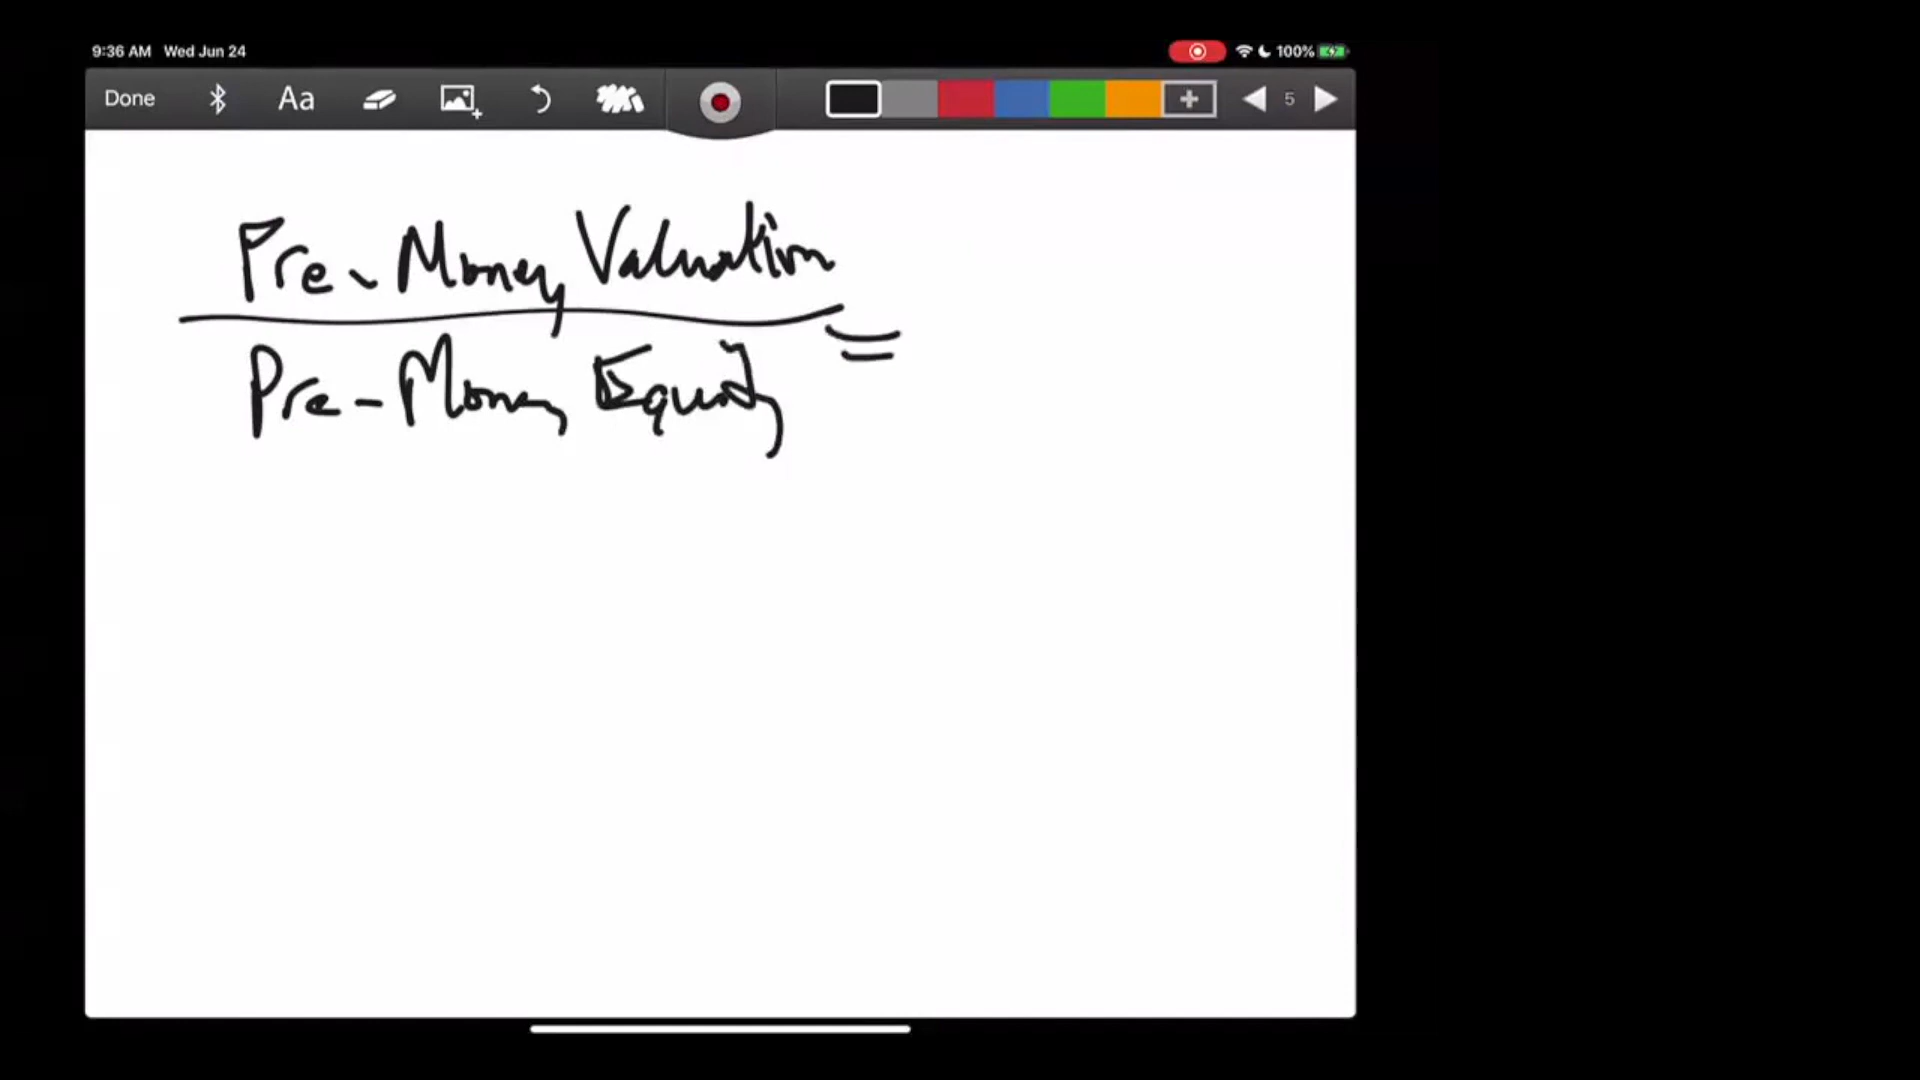 9:36 AM Wed Jun 24
100%
Done Aa 5
Pre-Money Valuation
=
Pre-Money Equity